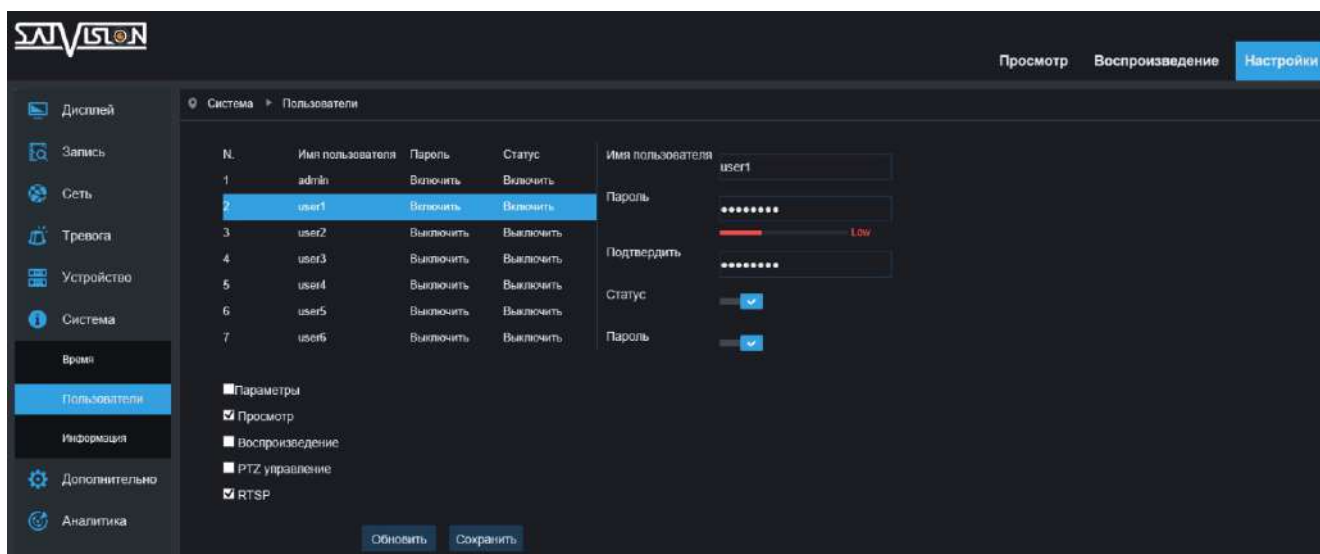 SATVISION
Просмотр Воспроизведение Настройки
Дисплей
Запись
Сеть
Тревога
Устройство
Система
Время
Пользователи
Информация
Дополнительно
Аналитика
Система Пользователи
N. Имя пользователя Пароль Статус
1 admin Включить Включить
2 user1 Включить Включить
3 user2 Выключить Выключить
4 user3 Выключить Выключить
5 user4 Выключить Выключить
6 user5 Выключить Выключить
7 user6 Выключить Выключить
Имя пользователя user1
Пароль ••••••••
Low
Подтвердить ••••••••
Статус
Пароль
Параметры
Просмотр
Воспроизведение
PTZ управление
RTSP
Обновить Сохранить